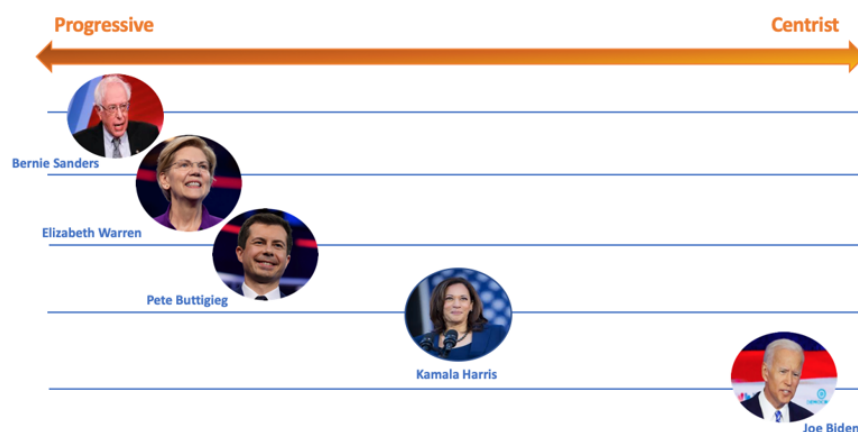 Progressive
Centrist
Bernie Sanders
Elizabeth Warren
Pete Buttigieg
Kamala Harris
Joe Biden